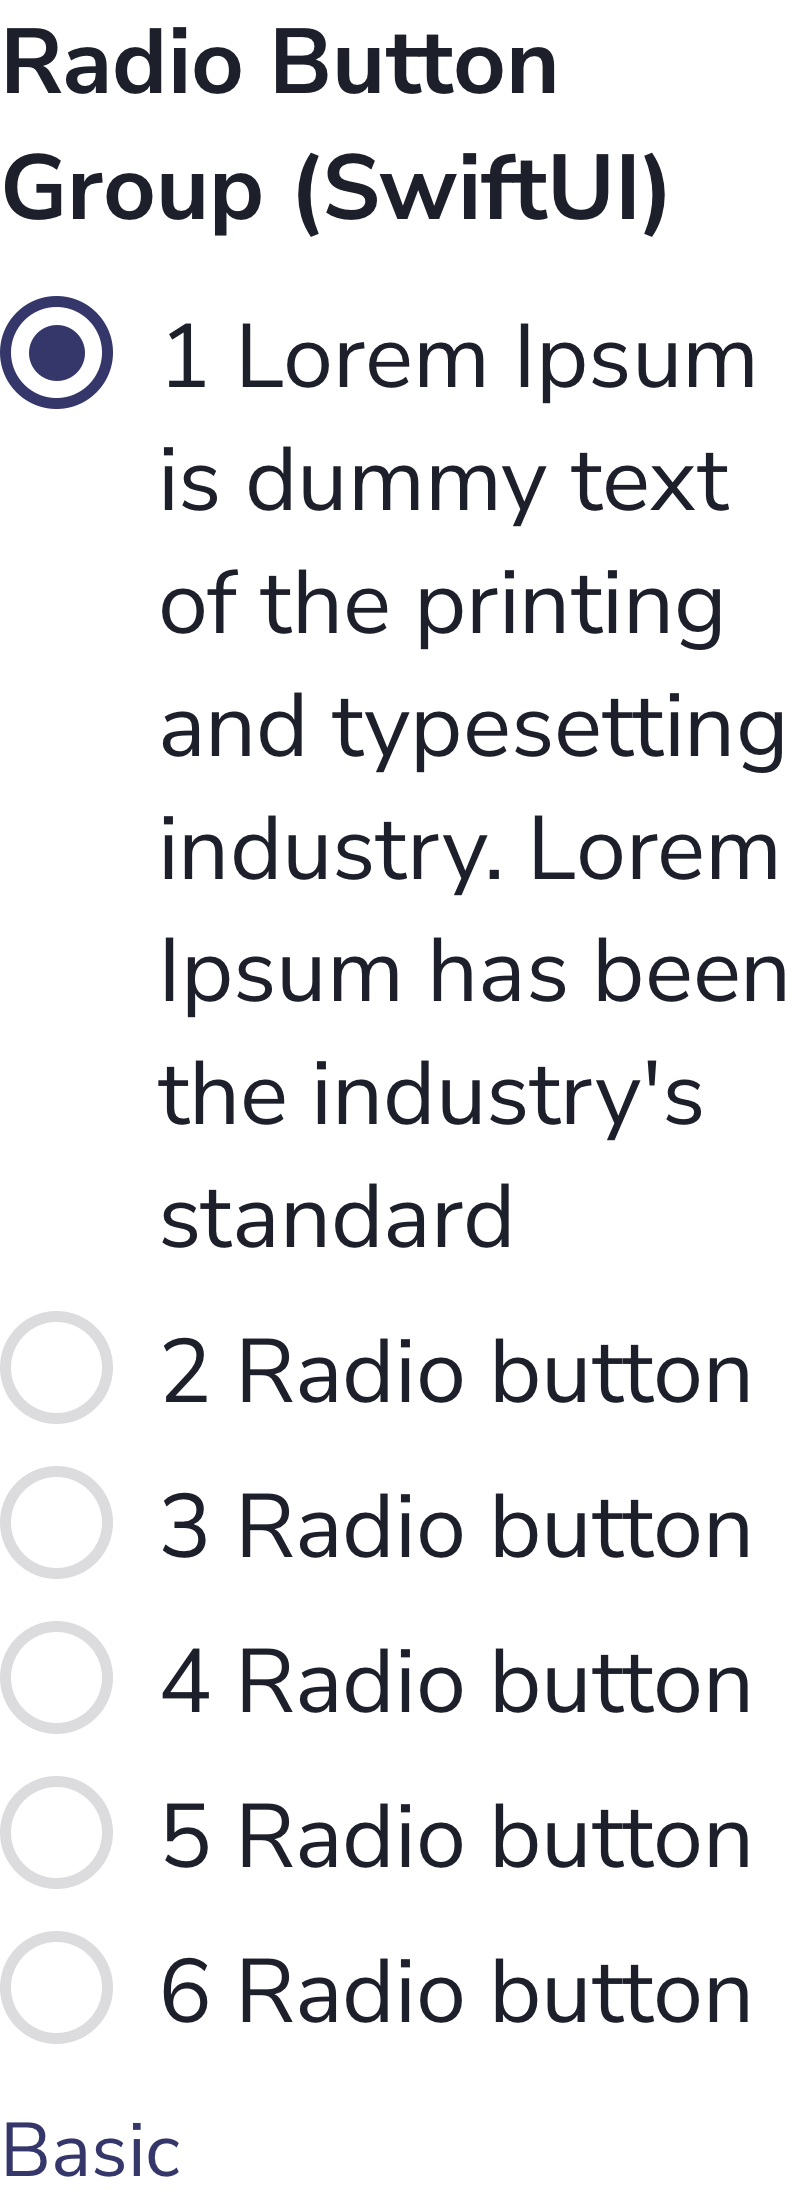 Radio Button
Group (SwiftUI)
1 Lorem Ipsum
is dummy text
of the printing
and typesetting
industry. Lorem
Ipsum has been
the industry's
standard
2 Radio button
3 Radio button
4 Radio button
5 Radio button
6 Radio button
Basic